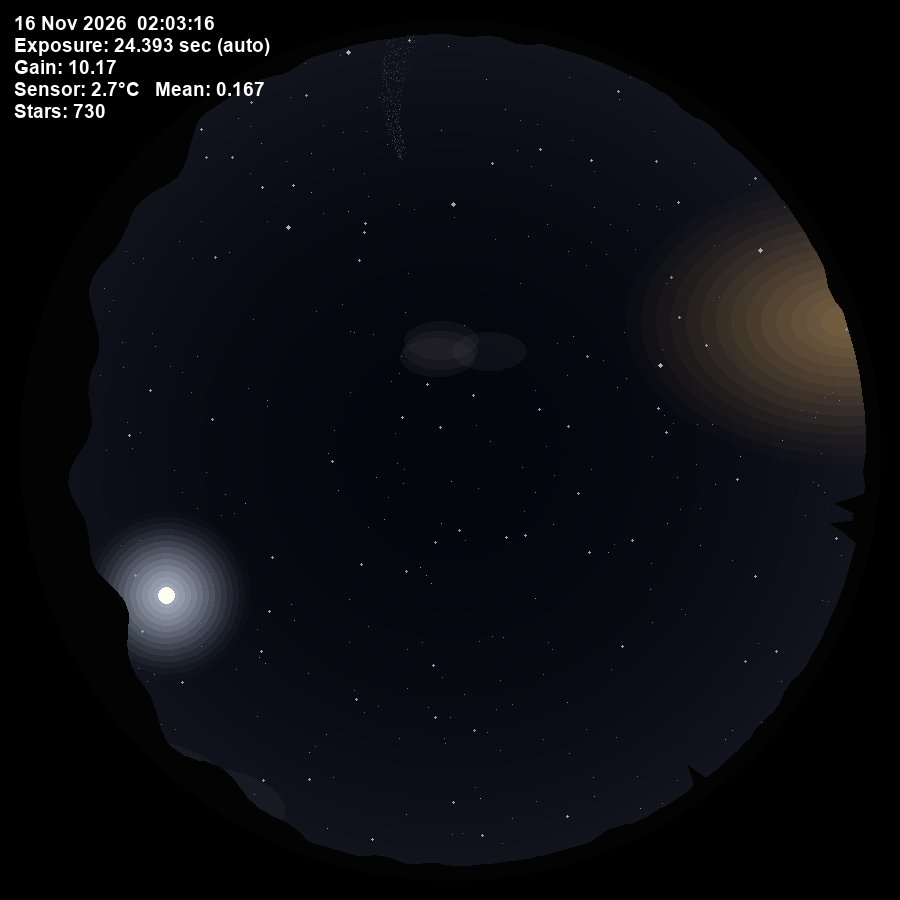 16 Nov 2026  02:03:16
Exposure: 24.393 sec (auto)
Gain: 10.17
Sensor: 2.7°C   Mean: 0.167
Stars: 730